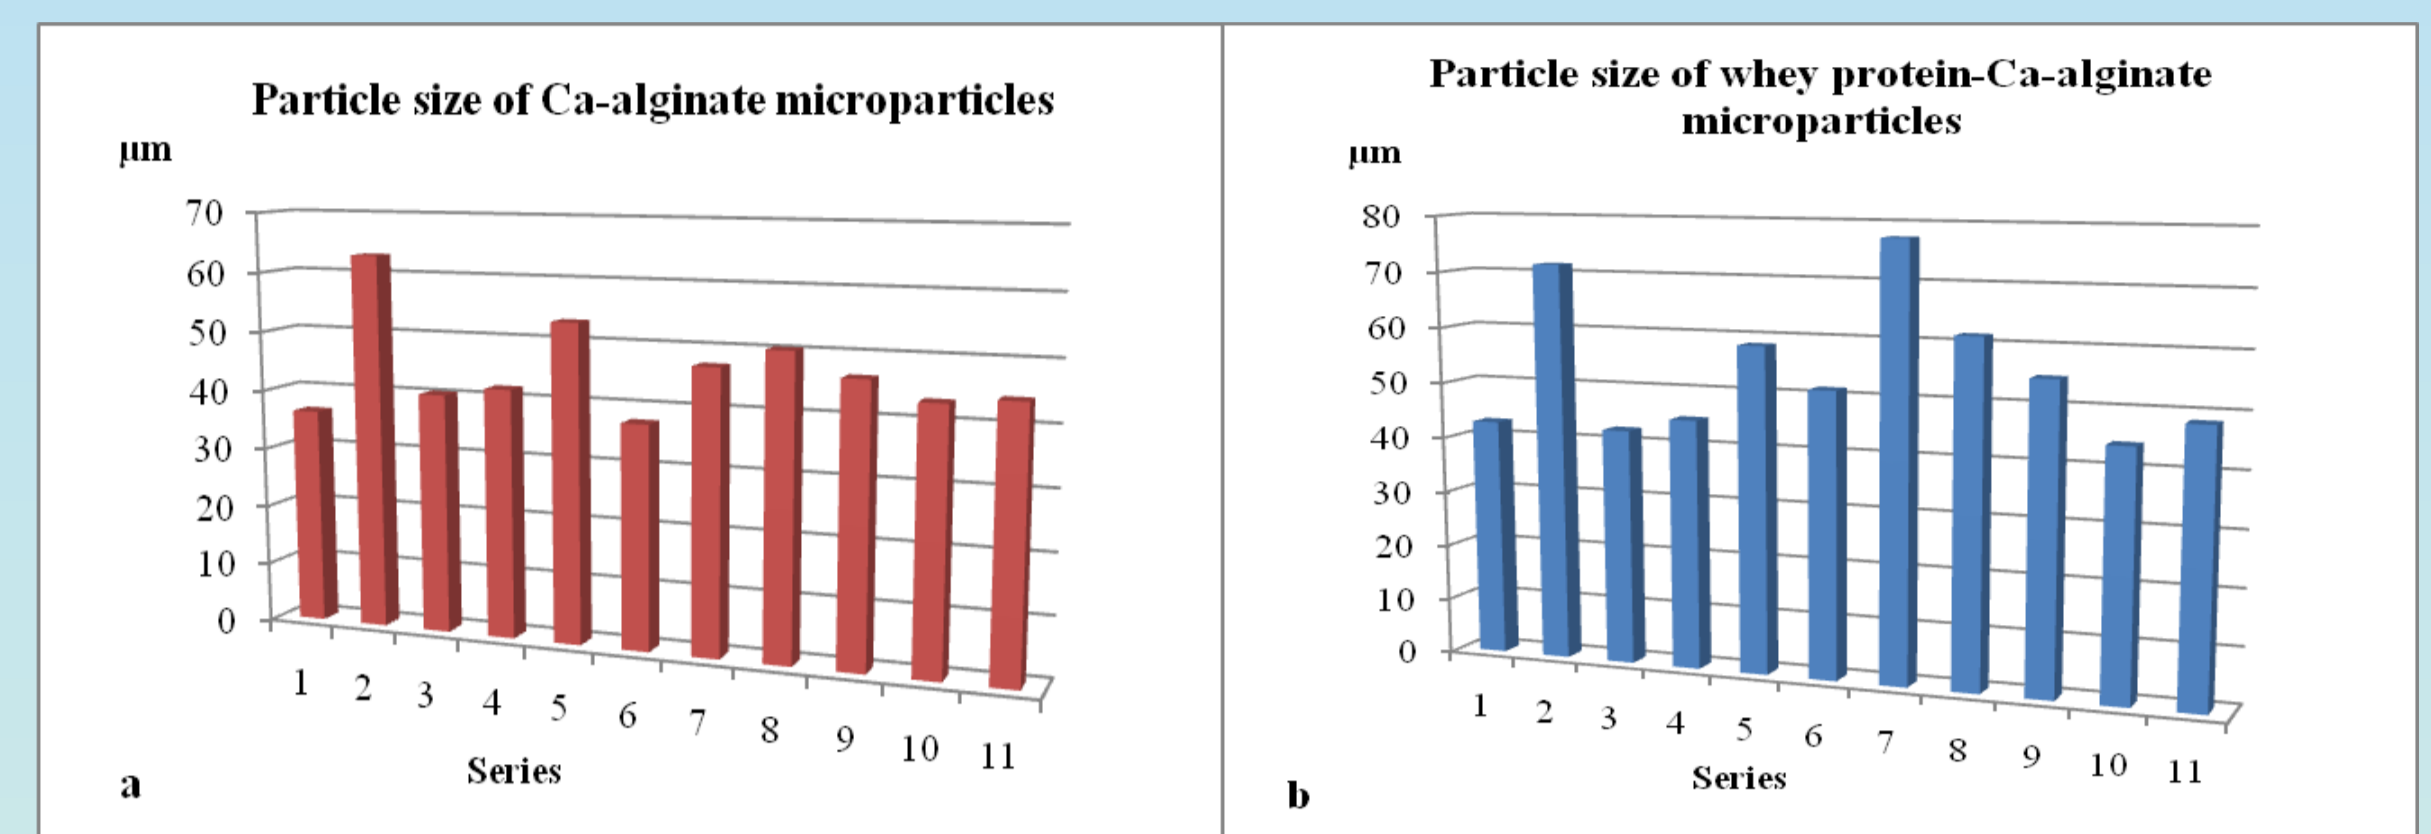 Particle size of Ca-alginate microparticles
μm
70
60
50
40
30
20
10
0
1 2 3 4 5 6 7 8 9 10 11
Series
a
Particle size of whey protein-Ca-alginate
microparticles
μm
80
70
60
50
40
30
20
10
0
1 2 3 4 5 6 7 8 9 10 11
Series
b